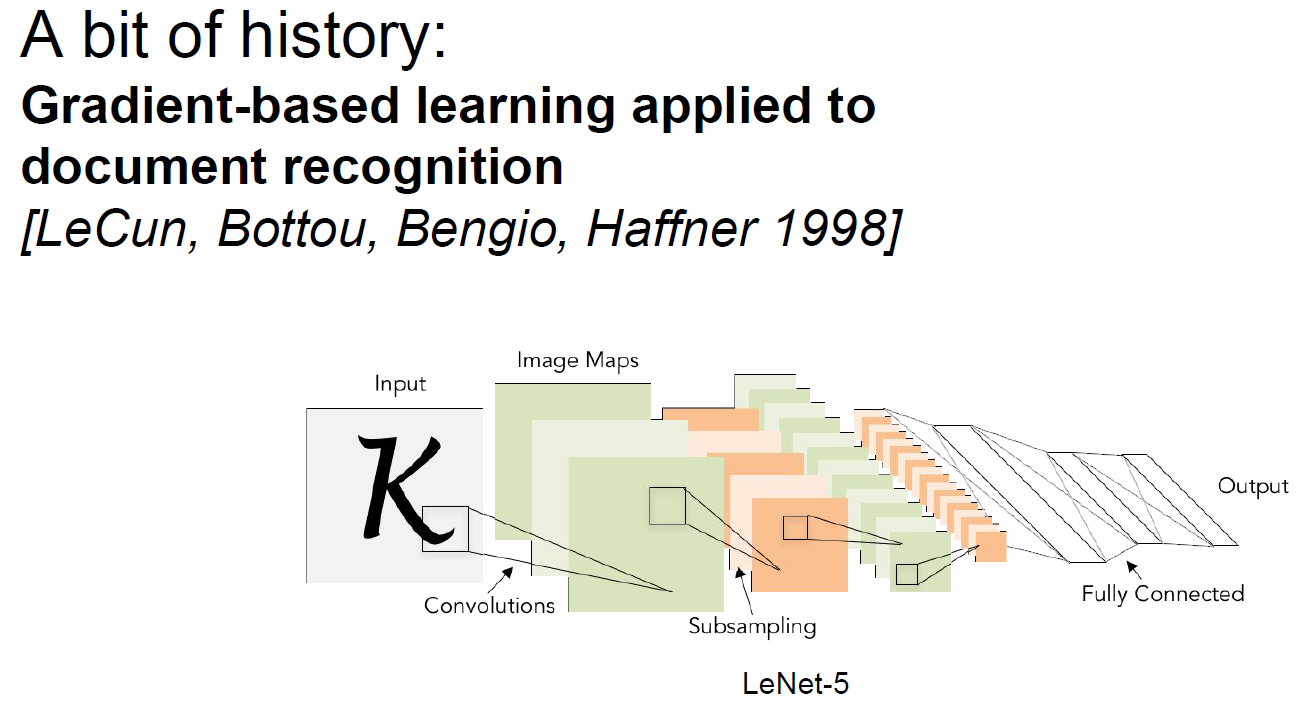 A bit of history:
Gradient-based learning applied to
document recognition
[LeCun, Bottou, Bengio, Haffner 1998]
Image Maps
Input
K
Output
Convolutions
Fully Connected
Subsampling
LeNet-5